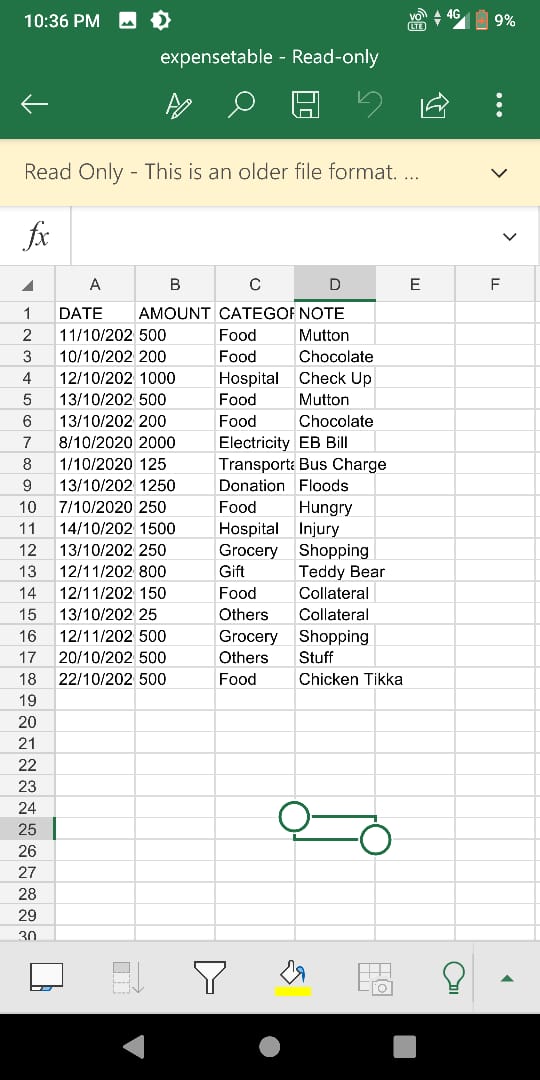 10:36 PM VO LTE 4G 9%
expensetable - Read-only
Read Only - This is an older file format. ...
fx
A B C D E F
1 DATE AMOUNT CATEGOR NOTE
2 11/10/202 500 Food Mutton
3 10/10/202 200 Food Chocolate
4 12/10/202 1000 Hospital Check Up
5 13/10/202 500 Food Mutton
6 13/10/202 200 Food Chocolate
7 8/10/2020 2000 Electricity EB Bill
8 1/10/2020 125 Transporta Bus Charge
9 13/10/202 1250 Donation Floods
10 7/10/2020 250 Food Hungry
11 14/10/202 1500 Hospital Injury
12 13/10/202 250 Grocery Shopping
13 12/11/202 800 Gift Teddy Bear
14 12/11/202 150 Food Collateral
15 13/10/202 25 Others Collateral
16 12/11/202 500 Grocery Shopping
17 20/10/202 500 Others Stuff
18 22/10/202 500 Food Chicken Tikka
19
20
21
22
23
24
25
26
27
28
29
30